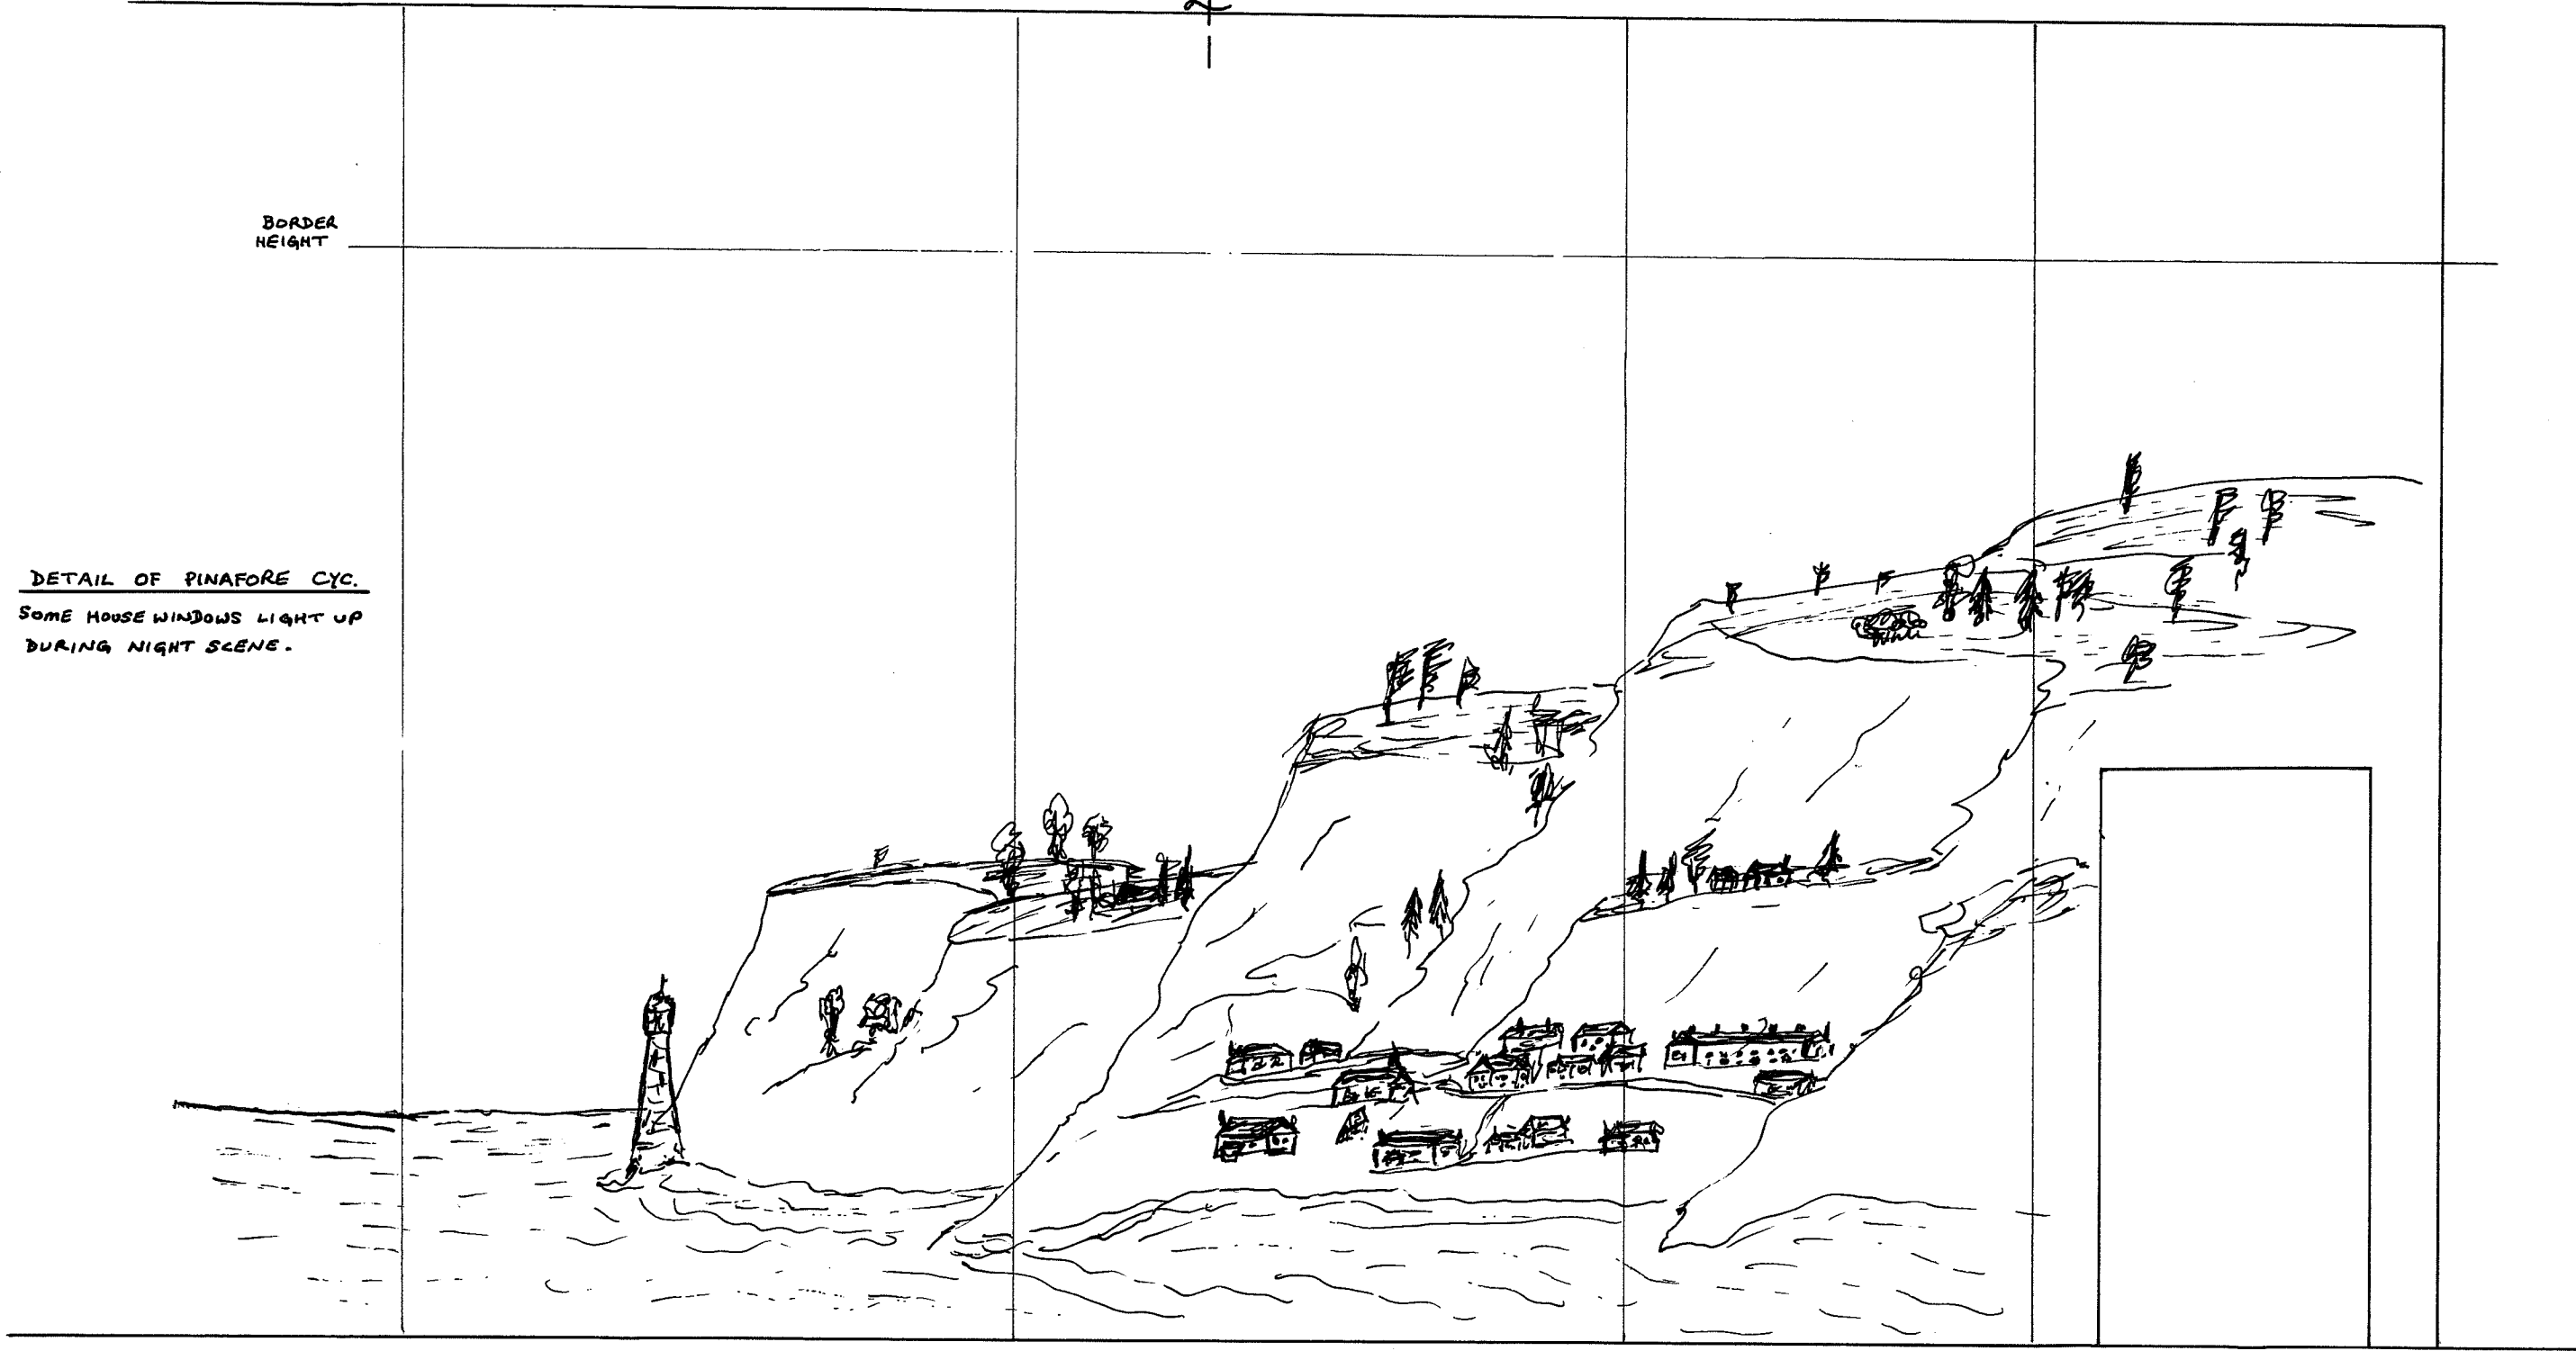 BORDER
HEIGHT
DETAIL OF PINAFORE CYC.
SOME HOUSE WINDOWS LIGHT UP
DURING NIGHT SCENE.